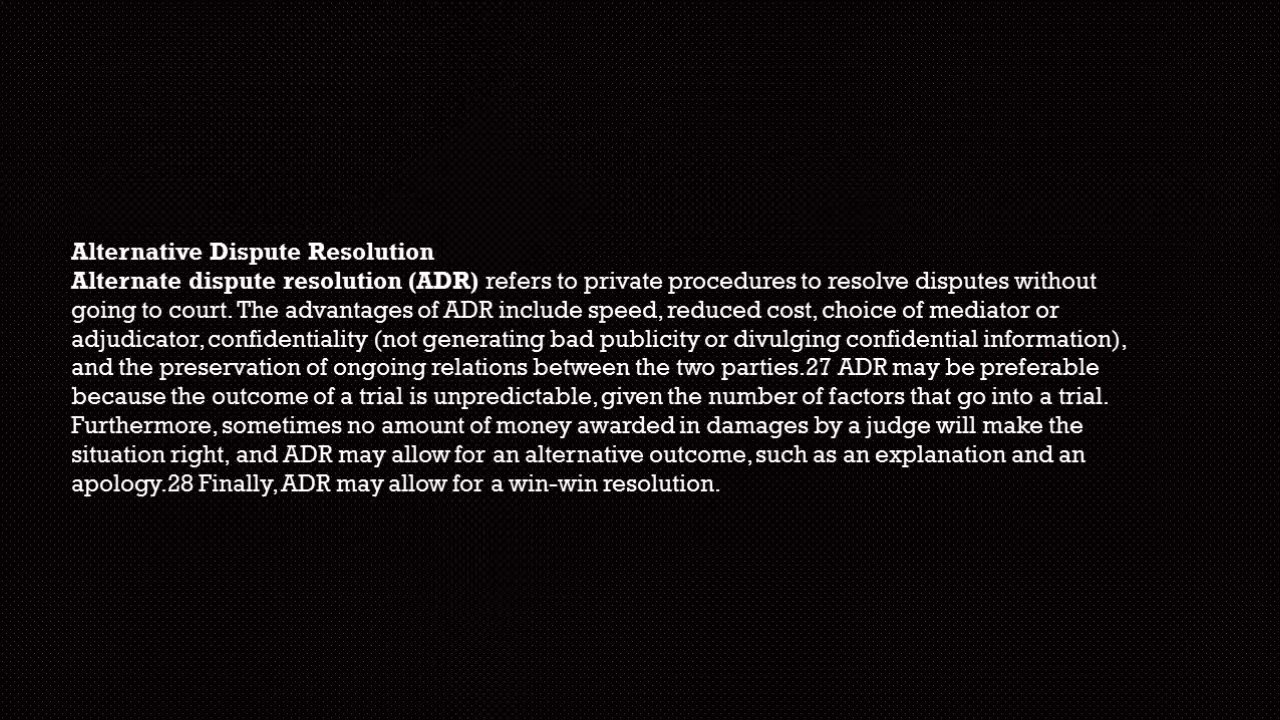 Alternative Dispute Resolution
Alternate dispute resolution (ADR) refers to private procedures to resolve disputes without
going to court. The advantages of ADR include speed, reduced cost, choice of mediator or
adjudicator, confidentiality (not generating bad publicity or divulging confidential information),
and the preservation of ongoing relations between the two parties.27 ADR may be preferable
because the outcome of a trial is unpredictable, given the number of factors that go into a trial.
Furthermore, sometimes no amount of money awarded in damages by a judge will make the
situation right, and ADR may allow for an alternative outcome, such as an explanation and an
apology.28 Finally, ADR may allow for a win-win resolution.